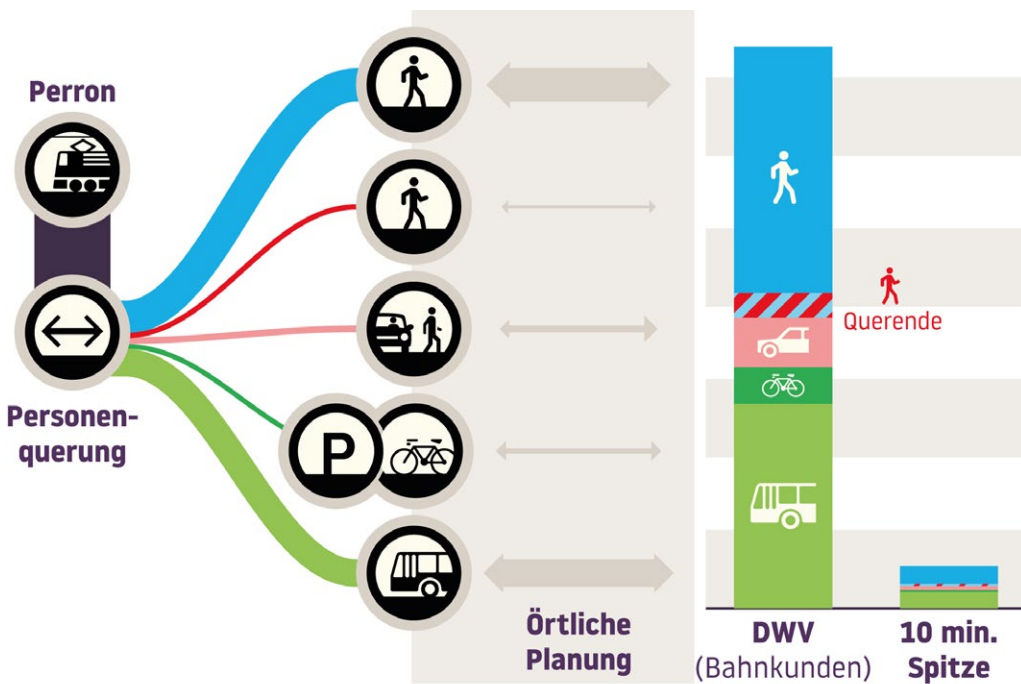 Perron
Personen-
querung
P
Örtliche
Planung
Querende
DWV
(Bahnkunden)
10 min.
Spitze